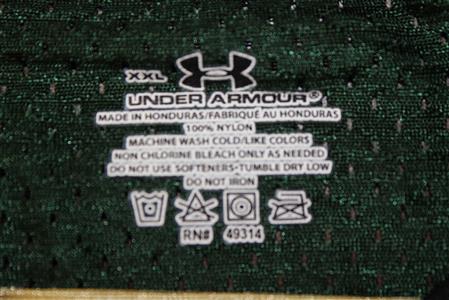 XXL
UNDER ARMOUR®
MADE IN HONDURAS/FABRIQUÉ AU HONDURAS
100% NYLON
MACHINE WASH COLD/LIKE COLORS
NON CHLORINE BLEACH ONLY AS NEEDED
DO NOT USE SOFTENERS-TUMBLE DRY LOW
DO NOT IRON
RN# 49314